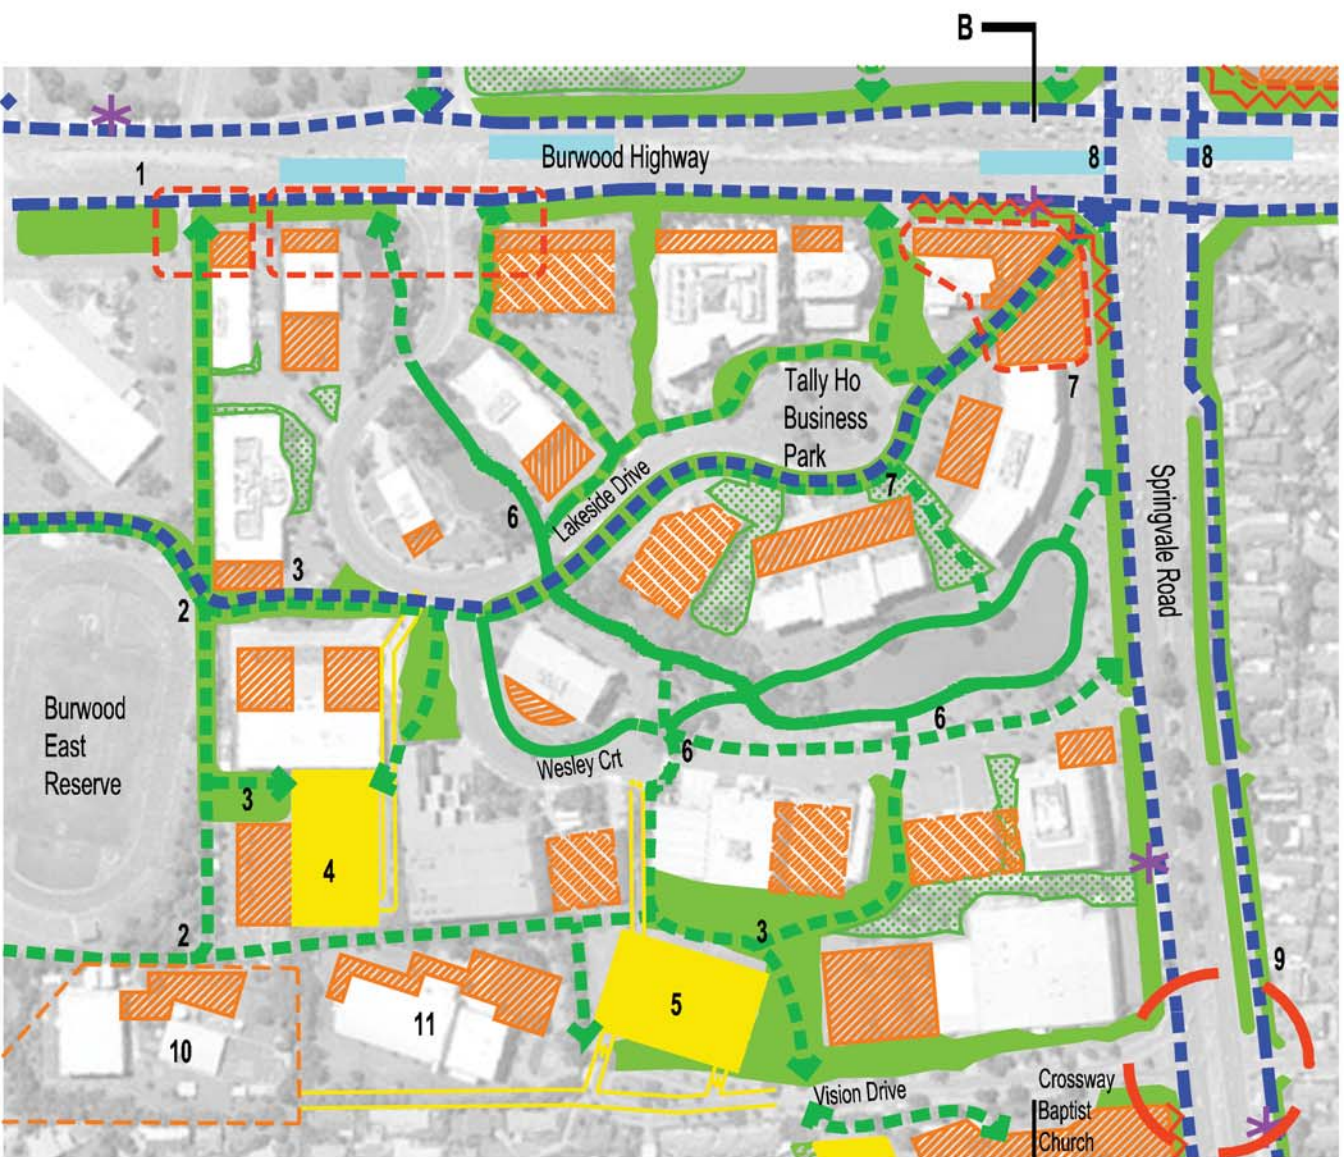 B
Burwood Highway
1
8
8
Tally Ho
Business
Park
7
7
Lakeside Drive
6
Springvale Road
3
2
Burwood
East
Reserve
6
6
Wesley Crt
3
4
2
3
9
5
11
10
Vision Drive
Crossway
Baptist
Church